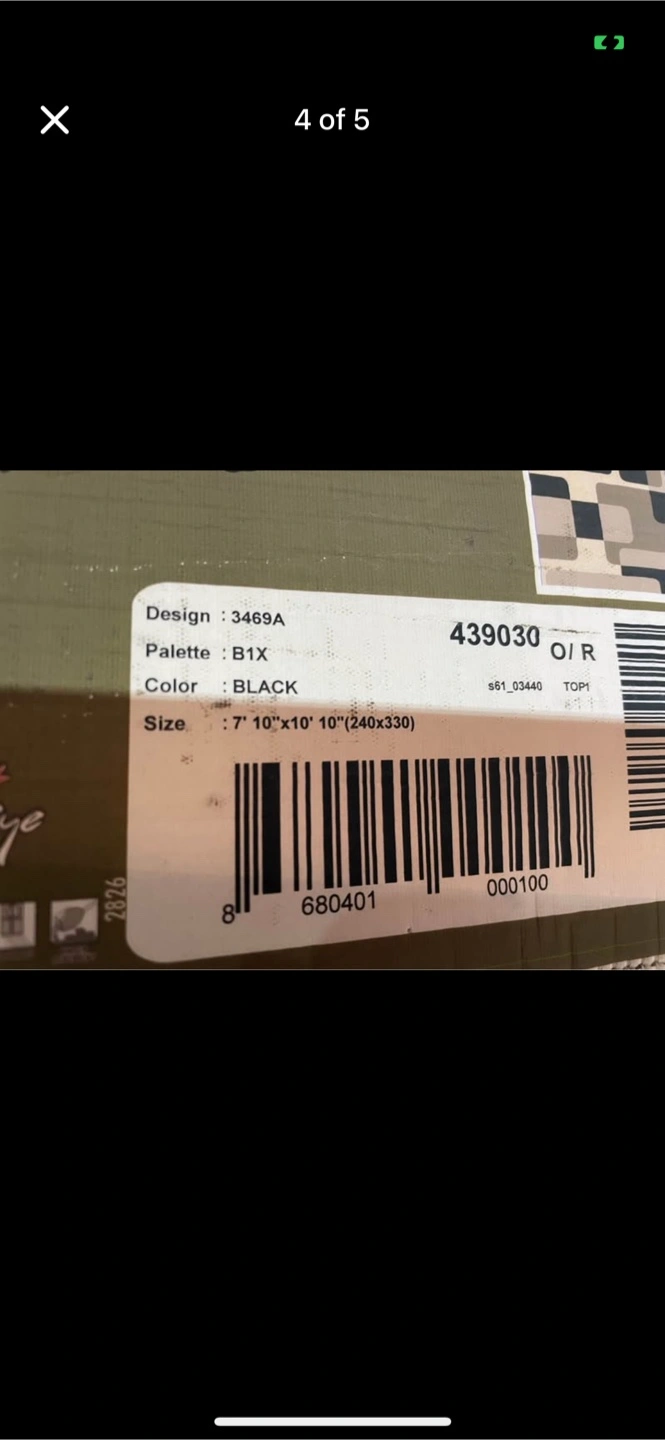 4 of 5
Design : 3469A
439030 O/ R
Palette : B1X
Color : BLACK
s61_03440 TOP1
Size : 7' 10"x10' 10"(240x330)
8 680401 000100
2826